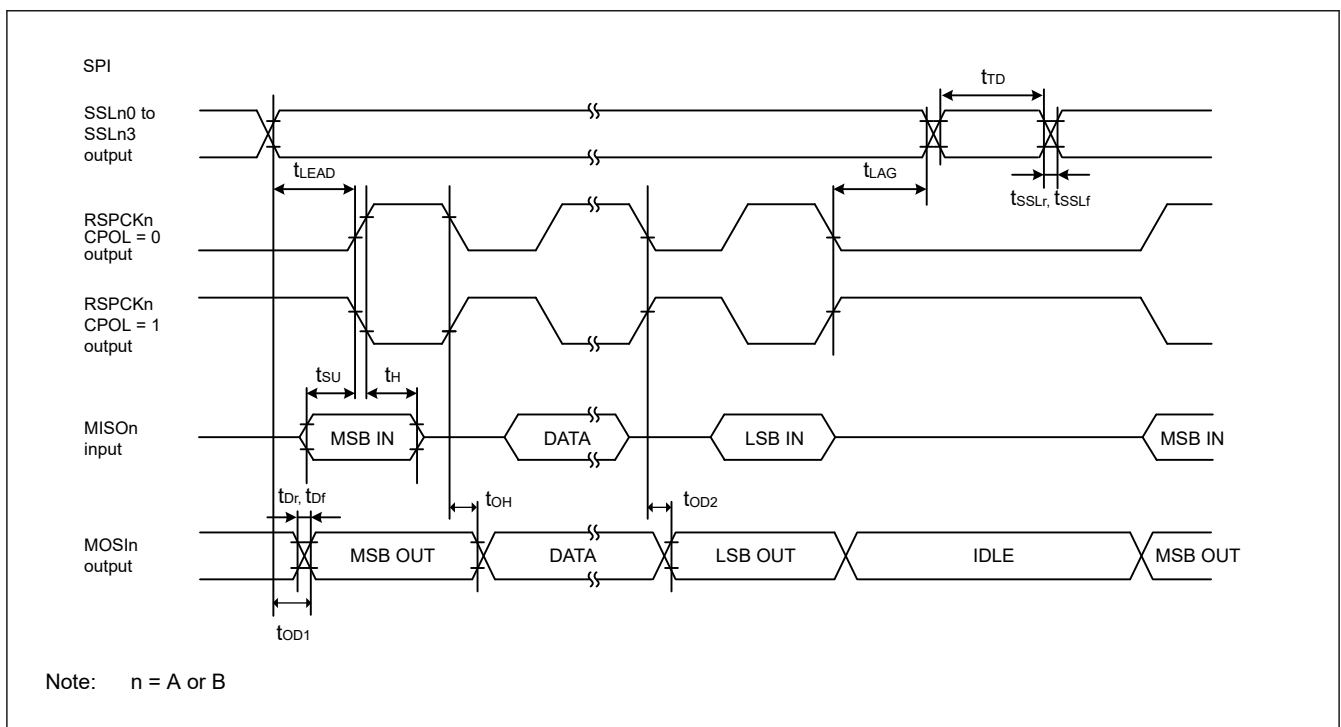 SPI
SSLn0 to
SSLn3
output
tTD
tLEAD
tLAG
tSSLr, tSSLf
RSPCKn
CPOL = 0
output
RSPCKn
CPOL = 1
output
tSU
tH
MISOn
input
MSB IN
DATA
LSB IN
MSB IN
tDr, tDf
tOH
tOD2
MOSIn
output
MSB OUT
DATA
LSB OUT
IDLE
MSB OUT
tOD1
Note: n = A or B